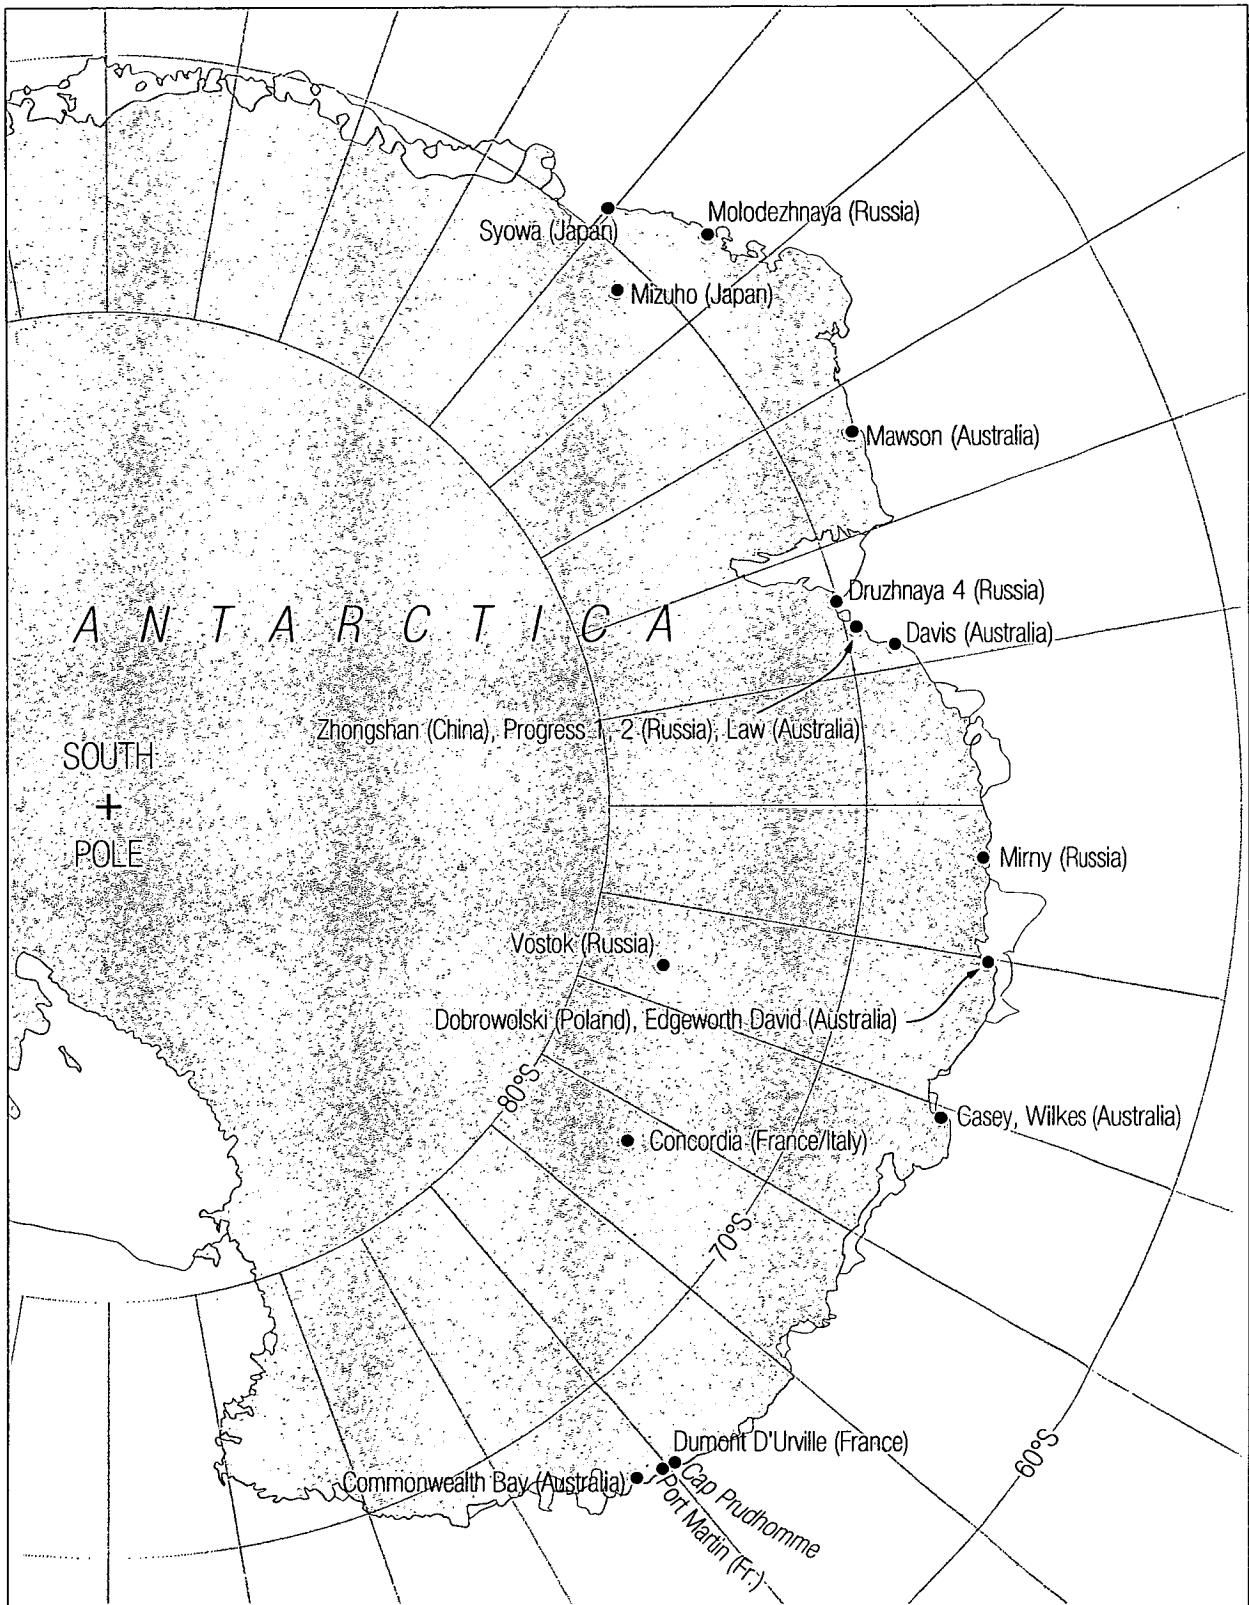 Syowa (Japan)
Molodezhnaya (Russia)
Mizuho (Japan)
Mawson (Australia)
Druzhnaya 4 (Russia)
ANTARCTICA
Davis (Australia)
Zhongshan (China), Progress 1, 2 (Russia), Law (Australia)
SOUTH
+
POLE
Mirny (Russia)
Vostok (Russia)
Dobrowolski (Poland), Edgeworth David (Australia)
80°S
Casey, Wilkes (Australia)
Concordia (France/Italy)
70°S
60°S
Dumont D'Urville (France)
Commonwealth Bay (Australia)
Cap Prudhomme
Port Martin (Fr.)